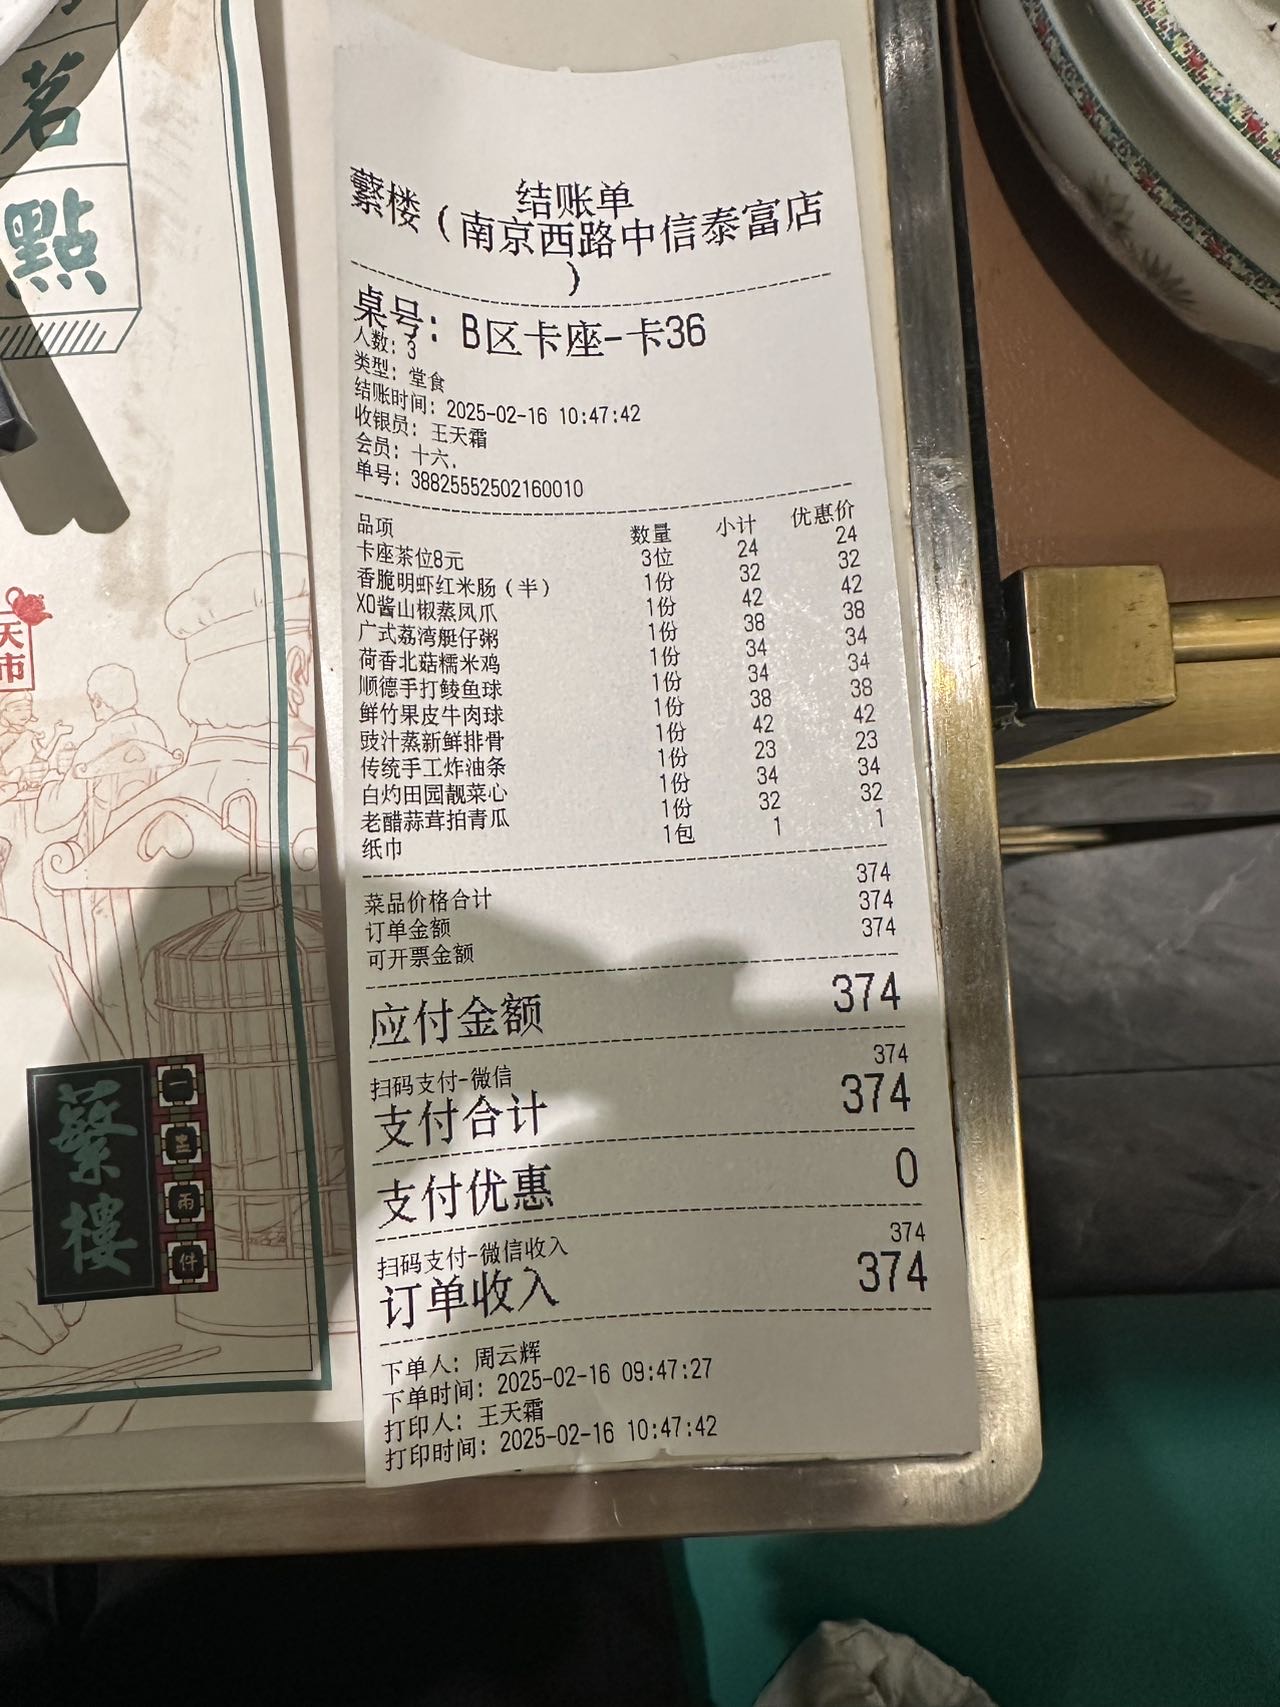 茗
點
天
市
蘩樓
一
盅
兩
件
结账单
蘩楼（南京西路中信泰富店
）
桌号：B区卡座-卡36
人数：3
类型：堂食
结账时间：2025-02-16 10:47:42
收银员：王天霜
会员：十六.
单号：38825552502160010
品项 数量 小计 优惠价
卡座茶位8元 3位 24 24
香脆明虾红米肠（半） 1份 32 32
XO酱山椒蒸凤爪 1份 42 42
广式荔湾艇仔粥 1份 38 38
荷香北菇糯米鸡 1份 34 34
顺德手打鲮鱼球 1份 34 34
鲜竹果皮牛肉球 1份 38 38
豉汁蒸新鲜排骨 1份 42 42
传统手工炸油条 1份 23 23
白灼田园靓菜心 1份 34 34
老醋蒜茸拍青瓜 1份 32 32
纸巾 1包 1 1
菜品价格合计 374
订单金额 374
可开票金额 374
应付金额 374
扫码支付-微信 374
支付合计 374
支付优惠 0
扫码支付-微信收入 374
订单收入 374
下单人：周云辉
下单时间：2025-02-16 09:47:27
打印人：王天霜
打印时间：2025-02-16 10:47:42